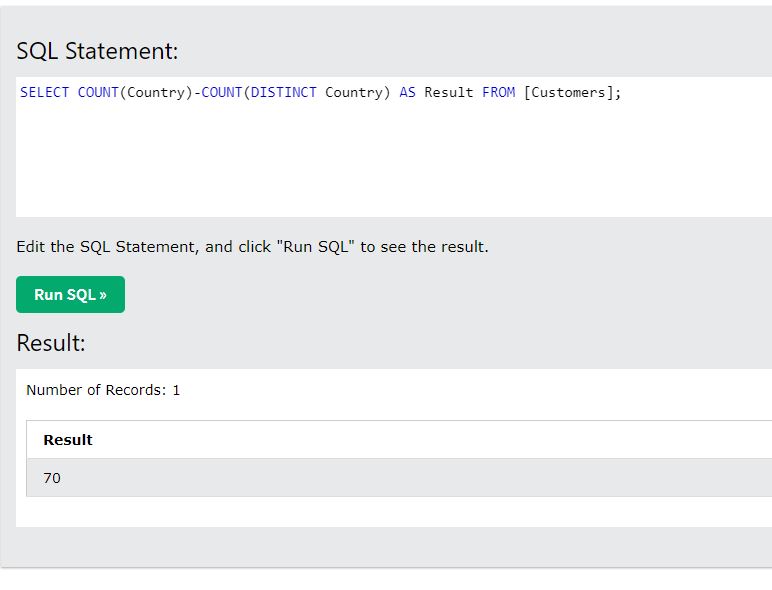 SQL Statement:
SELECT COUNT(Country)-COUNT(DISTINCT Country) AS Result FROM [Customers];
Edit the SQL Statement, and click "Run SQL" to see the result.
Run SQL »
Result:
Number of Records: 1
Result
70